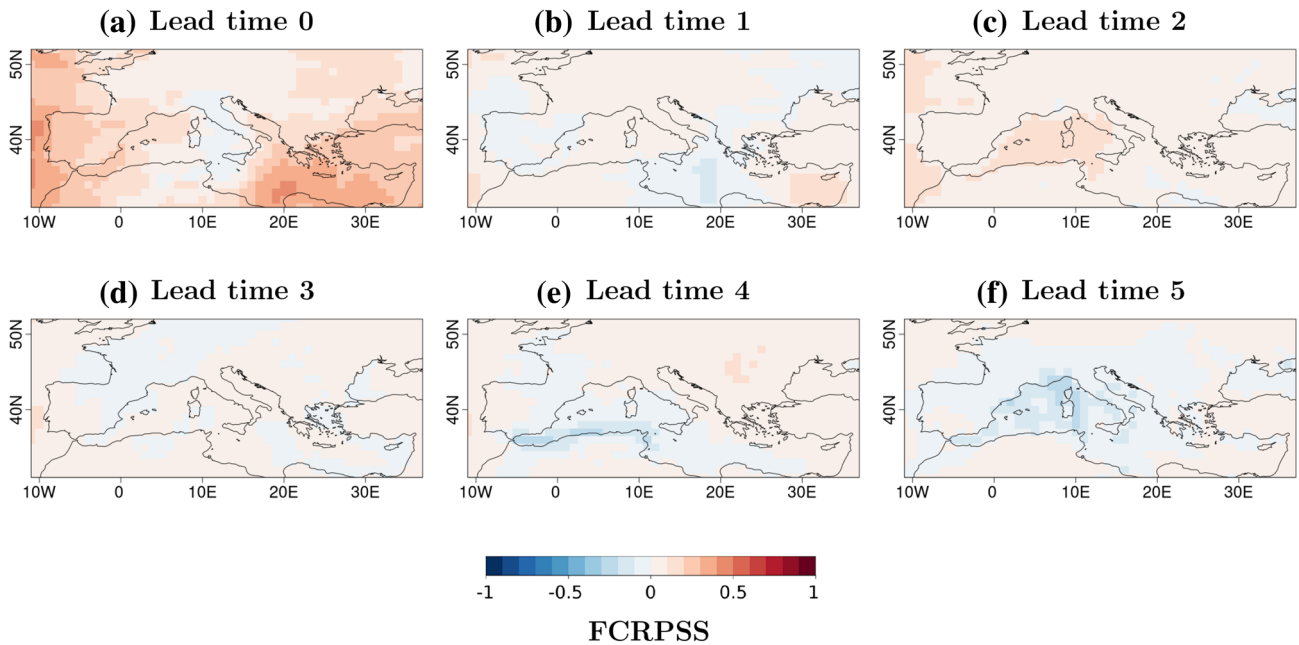 (a) Lead time 0
(b) Lead time 1
(c) Lead time 2
50N
40N
10W 0 10E 20E 30E
50N
40N
10W 0 10E 20E 30E
50N
40N
10W 0 10E 20E 30E
(d) Lead time 3
(e) Lead time 4
(f) Lead time 5
50N
40N
10W 0 10E 20E 30E
50N
40N
10W 0 10E 20E 30E
50N
40N
10W 0 10E 20E 30E
-1 -0.5 0 0.5 1
FCRPSS